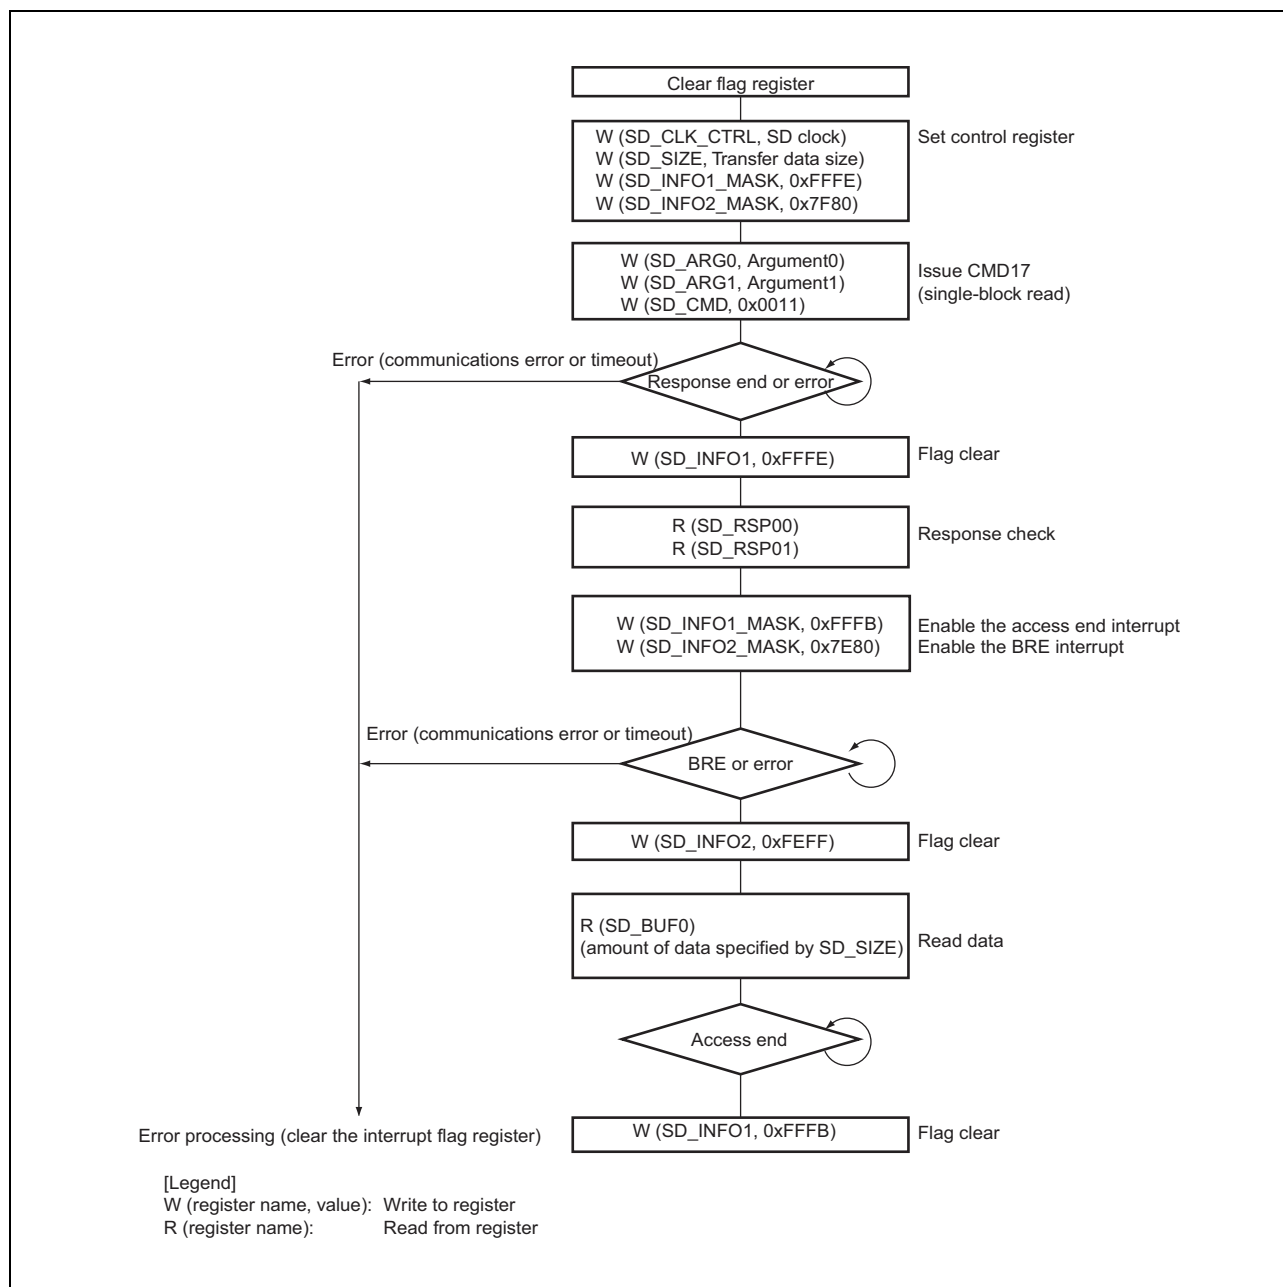 Clear flag register
W (SD_CLK_CTRL, SD clock)
W (SD_SIZE, Transfer data size)
W (SD_INFO1_MASK, 0xFFFE)
W (SD_INFO2_MASK, 0x7F80)
Set control register
W (SD_ARG0, Argument0)
W (SD_ARG1, Argument1)
W (SD_CMD, 0x0011)
Issue CMD17
(single-block read)
Error (communications error or timeout)
Response end or error
W (SD_INFO1, 0xFFFE)
Flag clear
R (SD_RSP00)
R (SD_RSP01)
Response check
W (SD_INFO1_MASK, 0xFFFB)
W (SD_INFO2_MASK, 0x7E80)
Enable the access end interrupt
Enable the BRE interrupt
Error (communications error or timeout)
BRE or error
W (SD_INFO2, 0xFEFF)
Flag clear
R (SD_BUF0)
(amount of data specified by SD_SIZE)
Read data
Access end
W (SD_INFO1, 0xFFFB)
Flag clear
Error processing (clear the interrupt flag register)
[Legend]
W (register name, value): Write to register
R (register name): Read from register